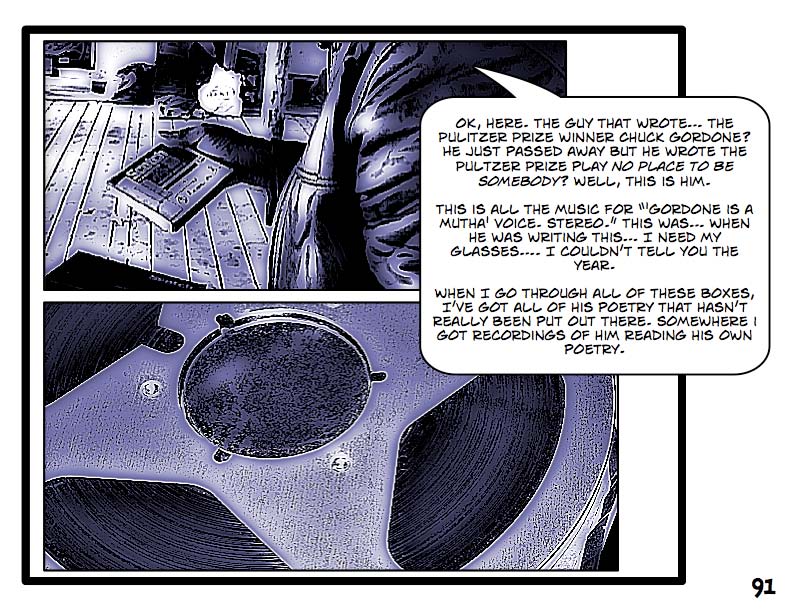 OK, HERE. THE GUY THAT WROTE... THE
PULITZER PRIZE WINNER CHUCK GORDONE?
HE JUST PASSED AWAY BUT HE WROTE THE
PULTZER PRIZE PLAY NO PLACE TO BE
SOMEBODY? WELL, THIS IS HIM.
THIS IS ALL THE MUSIC FOR "'GORDONE IS A
MUTHA' VOICE. STEREO." THIS WAS... WHEN
HE WAS WRITING THIS... I NEED MY
GLASSES.... I COULDN'T TELL YOU THE
YEAR.
WHEN I GO THROUGH ALL OF THESE BOXES,
I'VE GOT ALL OF HIS POETRY THAT HASN'T
REALLY BEEN PUT OUT THERE. SOMEWHERE I
GOT RECORDINGS OF HIM READING HIS OWN
POETRY.
91